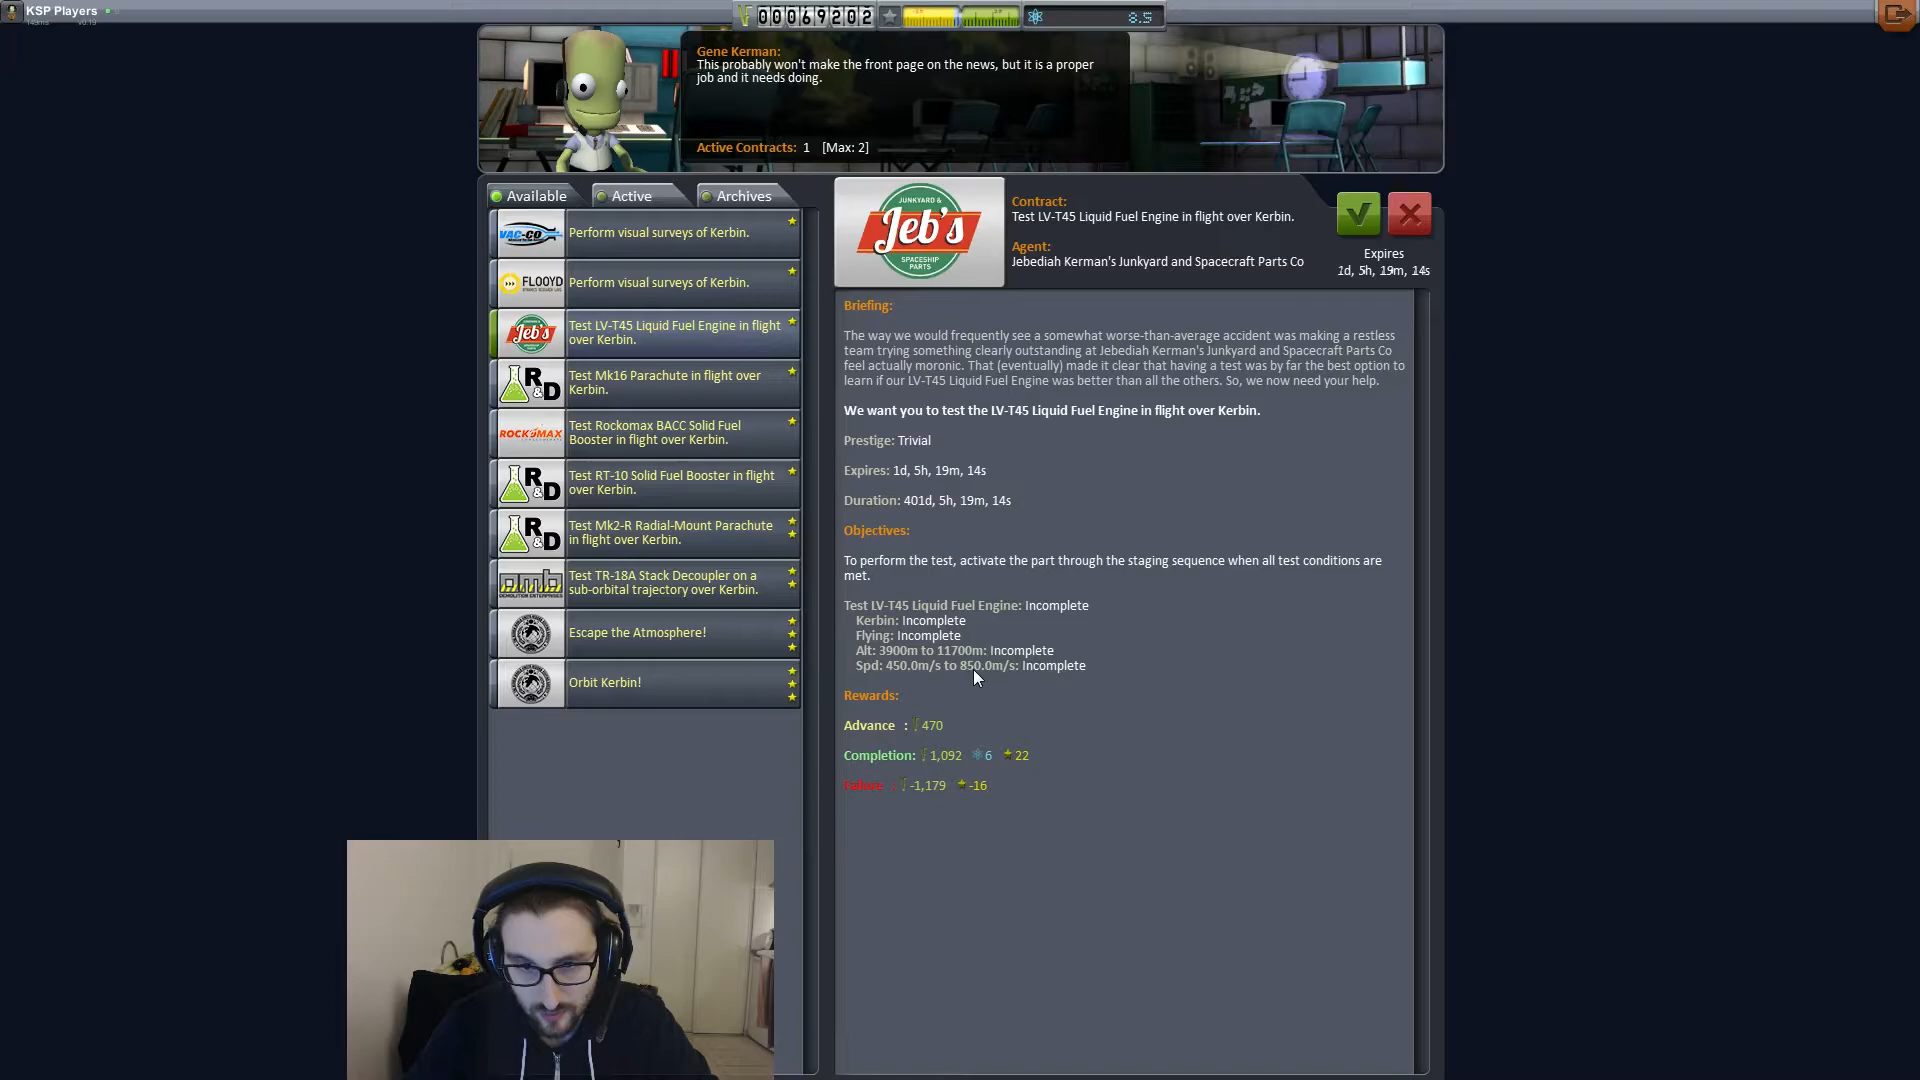 KSP Players
00069202
8.5
Gene Kerman:
This probably won't make the front page on the news, but it is a proper
job and it needs doing.
Active Contracts: 1 [Max: 2]
Available
Active
Archives
VAC-CO
Perform visual surveys of Kerbin.
FLOOYD
Perform visual surveys of Kerbin.
Jeb's
Test LV-T45 Liquid Fuel Engine in flight
over Kerbin.
R&D
Test Mk16 Parachute in flight over
Kerbin.
ROCKOMAX
Test Rockomax BACC Solid Fuel
Booster in flight over Kerbin.
R&D
Test RT-10 Solid Fuel Booster in flight
over Kerbin.
R&D
Test Mk2-R Radial-Mount Parachute
in flight over Kerbin.
Test TR-18A Stack Decoupler on a
sub-orbital trajectory over Kerbin.
Escape the Atmosphere!
Orbit Kerbin!
JUNKYARD &
Jeb's
SPACESHIP
PARTS
Contract:
Test LV-T45 Liquid Fuel Engine in flight over Kerbin.
Agent:
Jebediah Kerman's Junkyard and Spacecraft Parts Co
Expires
1d, 5h, 19m, 14s
Briefing:
The way we would frequently see a somewhat worse-than-average accident was making a restless
team trying something clearly outstanding at Jebediah Kerman's Junkyard and Spacecraft Parts Co
feel actually moronic. That (eventually) made it clear that having a test was by far the best option to
learn if our LV-T45 Liquid Fuel Engine was better than all the others. So, we now need your help.
We want you to test the LV-T45 Liquid Fuel Engine in flight over Kerbin.
Prestige: Trivial
Expires: 1d, 5h, 19m, 14s
Duration: 401d, 5h, 19m, 14s
Objectives:
To perform the test, activate the part through the staging sequence when all test conditions are
met.
Test LV-T45 Liquid Fuel Engine: Incomplete
Kerbin: Incomplete
Flying: Incomplete
Alt: 3900m to 11700m: Incomplete
Spd: 450.0m/s to 850.0m/s: Incomplete
Rewards:
Advance : 470
Completion: 1,092 6 22
Failure : -1,179 -16